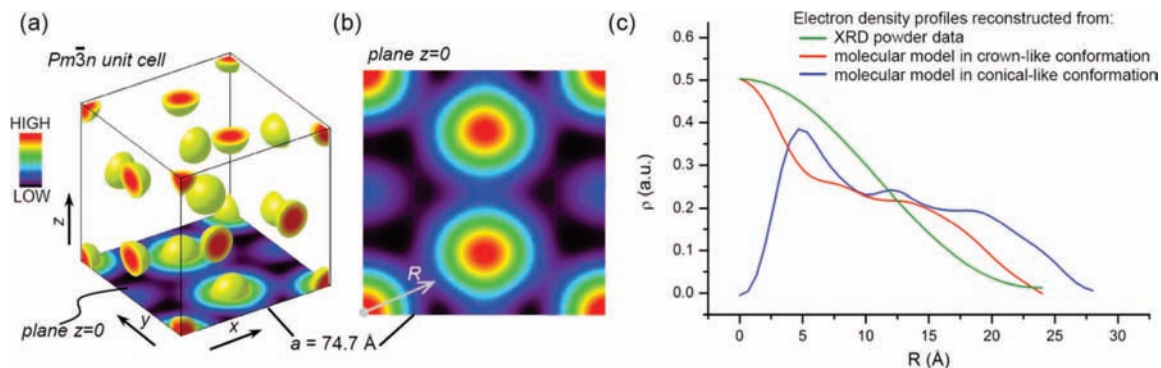 (a)
Pm3̄n unit cell
HIGH
LOW
z
plane z=0
y
x
a = 74.7 Å
(b)
plane z=0
R
(c)
Electron density profiles reconstructed from:
XRD powder data
molecular model in crown-like conformation
molecular model in conical-like conformation
ρ (a.u.)
0.6
0.5
0.4
0.3
0.2
0.1
0.0
0 5 10 15 20 25 30
R (Å)